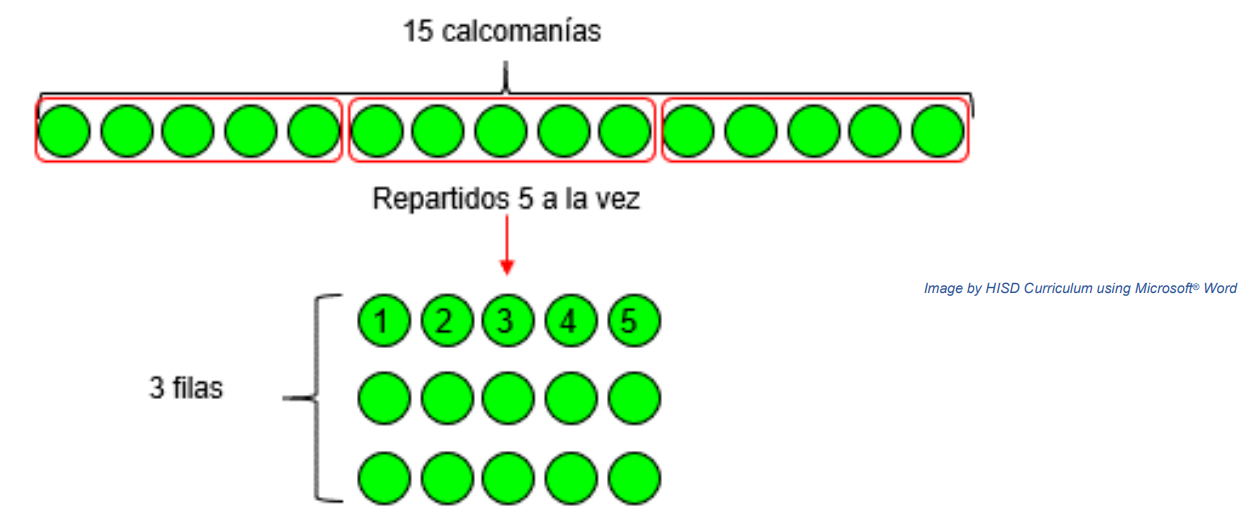 15 calcomanías
Repartidos 5 a la vez
Image by HISD Curriculum using Microsoft® Word
1 2 3 4 5
3 filas